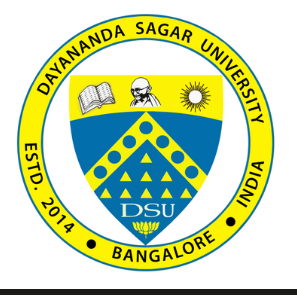 DAYANANDA SAGAR UNIVERSITY
ESTD. 2014 • BANGALORE • INDIA
DSU